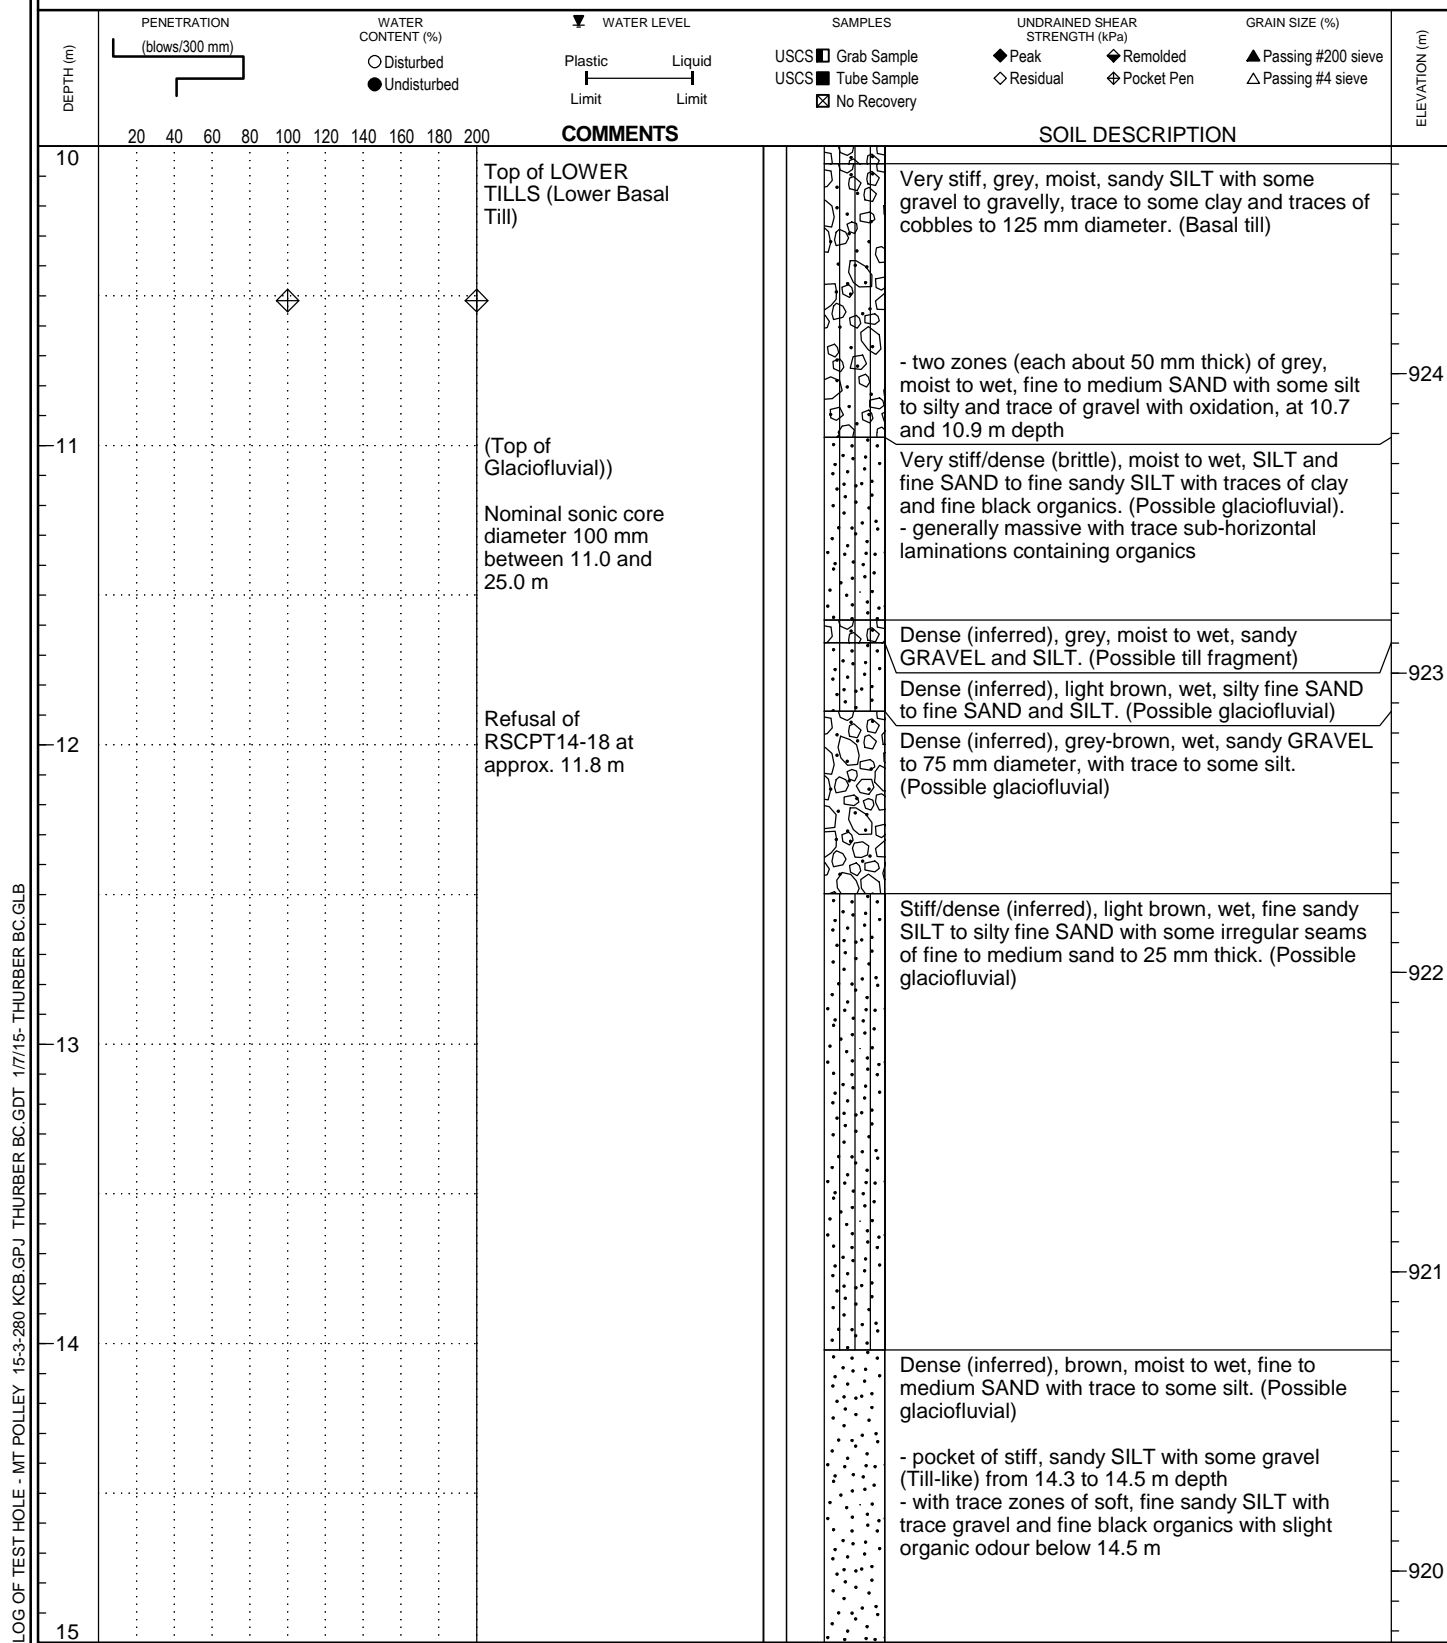 PENETRATION
(blows/300 mm)
WATER
CONTENT (%)
Disturbed
Undisturbed
WATER LEVEL
Plastic Liquid
Limit Limit
SAMPLES
USCS Grab Sample
USCS Tube Sample
No Recovery
UNDRAINED SHEAR
STRENGTH (kPa)
Peak Remolded
Residual Pocket Pen
GRAIN SIZE (%)
Passing #200 sieve
Passing #4 sieve
DEPTH (m)
ELEVATION (m)
20 40 60 80 100 120 140 160 180 200
COMMENTS
SOIL DESCRIPTION
10
Top of LOWER
TILLS (Lower Basal
Till)
Very stiff, grey, moist, sandy SILT with some
gravel to gravelly, trace to some clay and traces of
cobbles to 125 mm diameter. (Basal till)
- two zones (each about 50 mm thick) of grey,
moist to wet, fine to medium SAND with some silt
to silty and trace of gravel with oxidation, at 10.7
and 10.9 m depth
924
11
(Top of
Glaciofluvial))
Very stiff/dense (brittle), moist to wet, SILT and
fine SAND to fine sandy SILT with traces of clay
and fine black organics. (Possible glaciofluvial).
- generally massive with trace sub-horizontal
laminations containing organics
Nominal sonic core
diameter 100 mm
between 11.0 and
25.0 m
Dense (inferred), grey, moist to wet, sandy
GRAVEL and SILT. (Possible till fragment)
923
Dense (inferred), light brown, wet, silty fine SAND
to fine SAND and SILT. (Possible glaciofluvial)
12
Refusal of
RSCPT14-18 at
approx. 11.8 m
Dense (inferred), grey-brown, wet, sandy GRAVEL
to 75 mm diameter, with trace to some silt.
(Possible glaciofluvial)
Stiff/dense (inferred), light brown, wet, fine sandy
SILT to silty fine SAND with some irregular seams
of fine to medium sand to 25 mm thick. (Possible
glaciofluvial)
922
13
921
14
Dense (inferred), brown, moist to wet, fine to
medium SAND with trace to some silt. (Possible
glaciofluvial)
- pocket of stiff, sandy SILT with some gravel
(Till-like) from 14.3 to 14.5 m depth
- with trace zones of soft, fine sandy SILT with
trace gravel and fine black organics with slight
organic odour below 14.5 m
920
15
LOG OF TEST HOLE - MT POLLEY 15-3-280 KCB.GPJ THURBER BC.GDT 1/7/15- THURBER BC.GLB